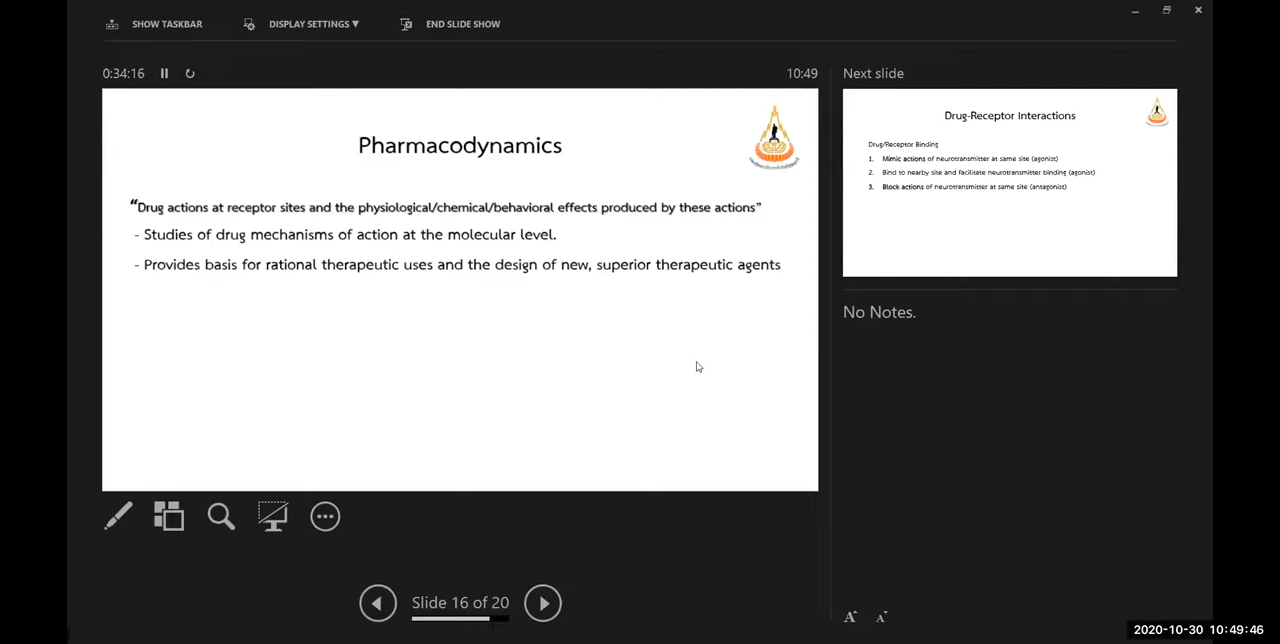 SHOW TASKBAR
DISPLAY SETTINGS ▼
END SLIDE SHOW
0:34:16
10:49
Next slide
Pharmacodynamics
“Drug actions at receptor sites and the physiological/chemical/behavioral effects produced by these actions”
- Studies of drug mechanisms of action at the molecular level.
- Provides basis for rational therapeutic uses and the design of new, superior therapeutic agents
Drug-Receptor Interactions
Drug/Receptor Binding
1. Mimic actions of neurotransmitter at same site (agonist)
2. Bind to nearby site and facilitate neurotransmitter binding (agonist)
3. Block actions of neurotransmitter at same site (antagonist)
No Notes.
Slide 16 of 20
A A
2020-10-30 10:49:46